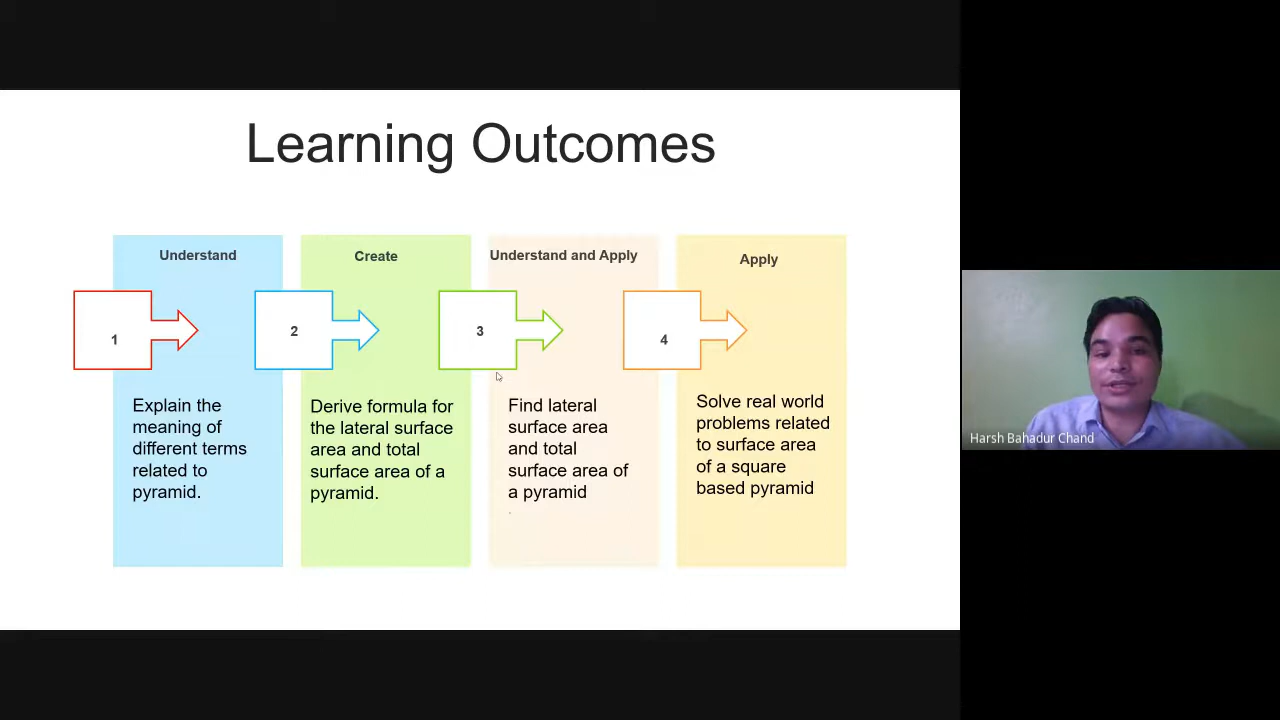 Learning Outcomes
Understand
1
Explain the
meaning of
different terms
related to
pyramid.
Create
2
Derive formula for
the lateral surface
area and total
surface area of a
pyramid.
Understand and Apply
3
Find lateral
surface area
and total
surface area of
a pyramid
.
Apply
4
Solve real world
problems related
to surface area
of a square
based pyramid
Harsh Bahadur Chand